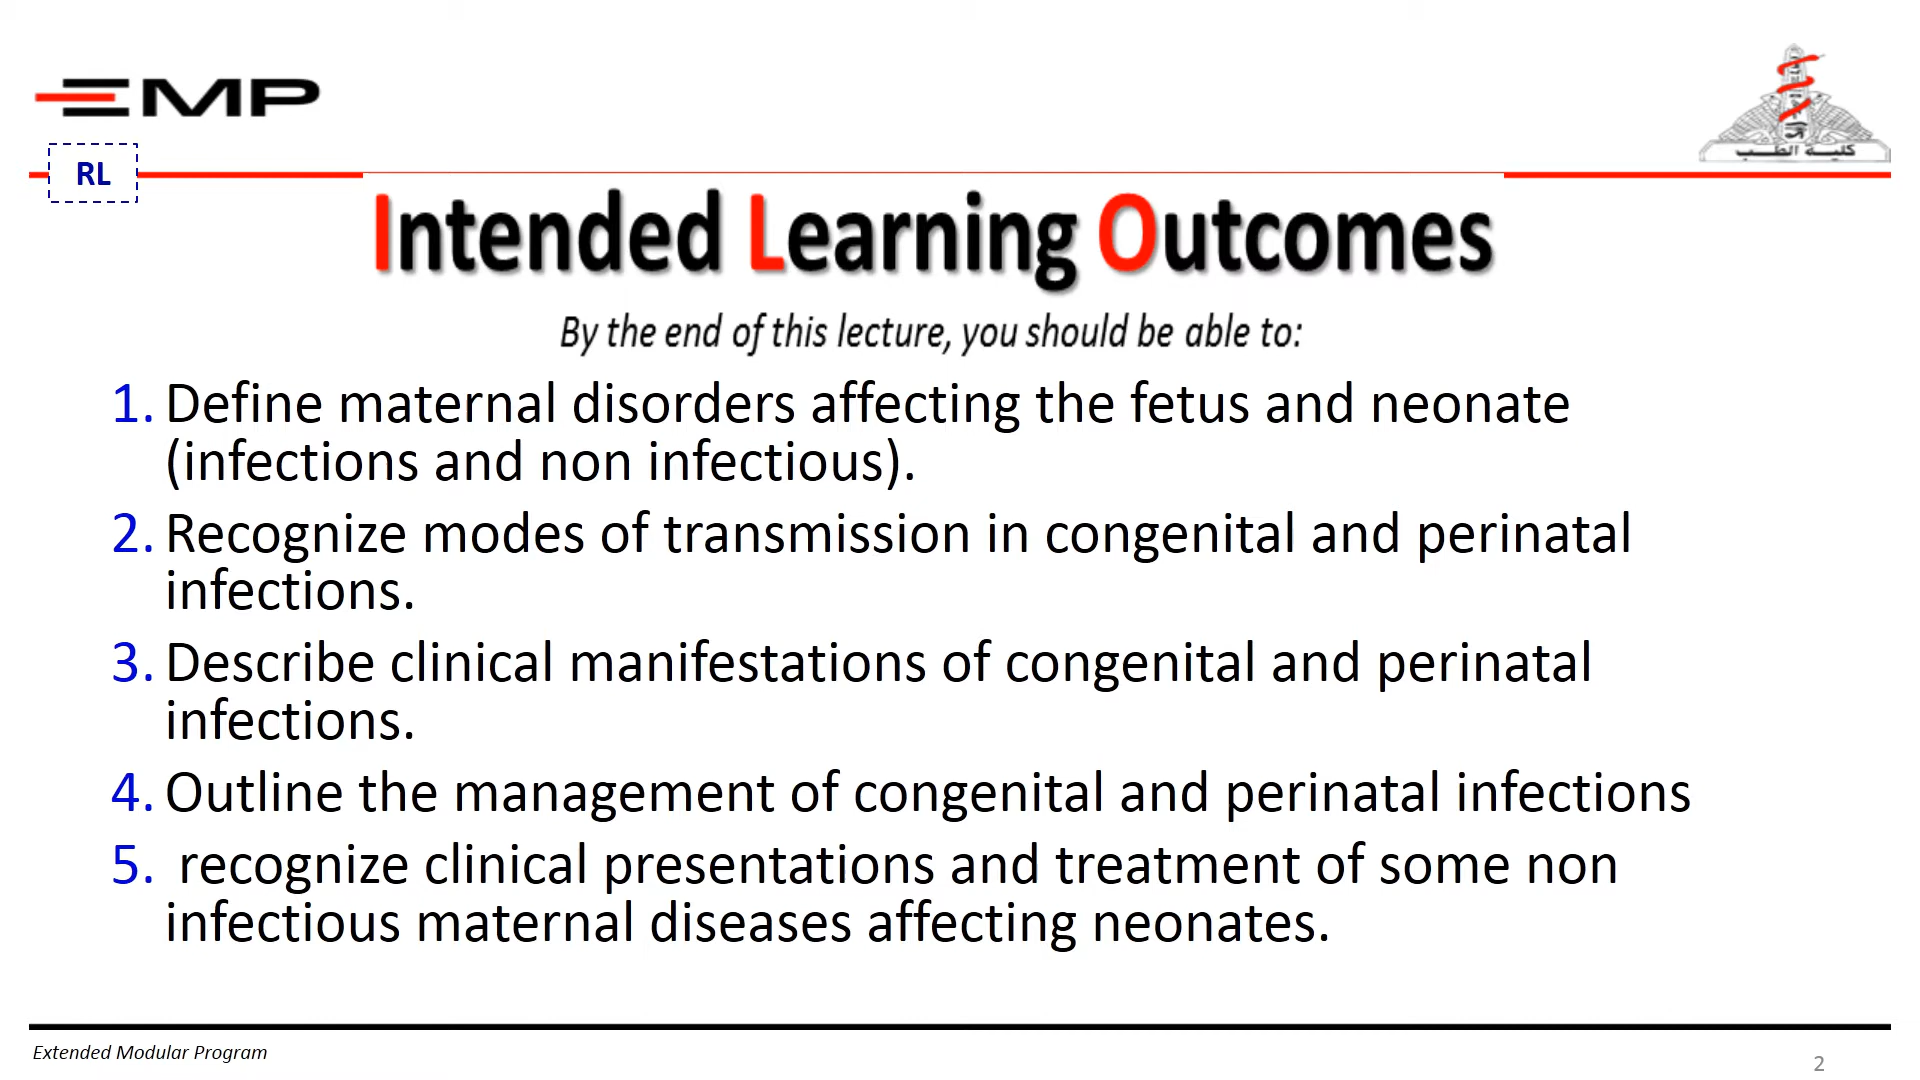 EMP
كلية الطب
RL
Intended Learning Outcomes
By the end of this lecture, you should be able to:
1. Define maternal disorders affecting the fetus and neonate
(infections and non infectious).
2. Recognize modes of transmission in congenital and perinatal
infections.
3. Describe clinical manifestations of congenital and perinatal
infections.
4. Outline the management of congenital and perinatal infections
5. recognize clinical presentations and treatment of some non
infectious maternal diseases affecting neonates.
Extended Modular Program
2